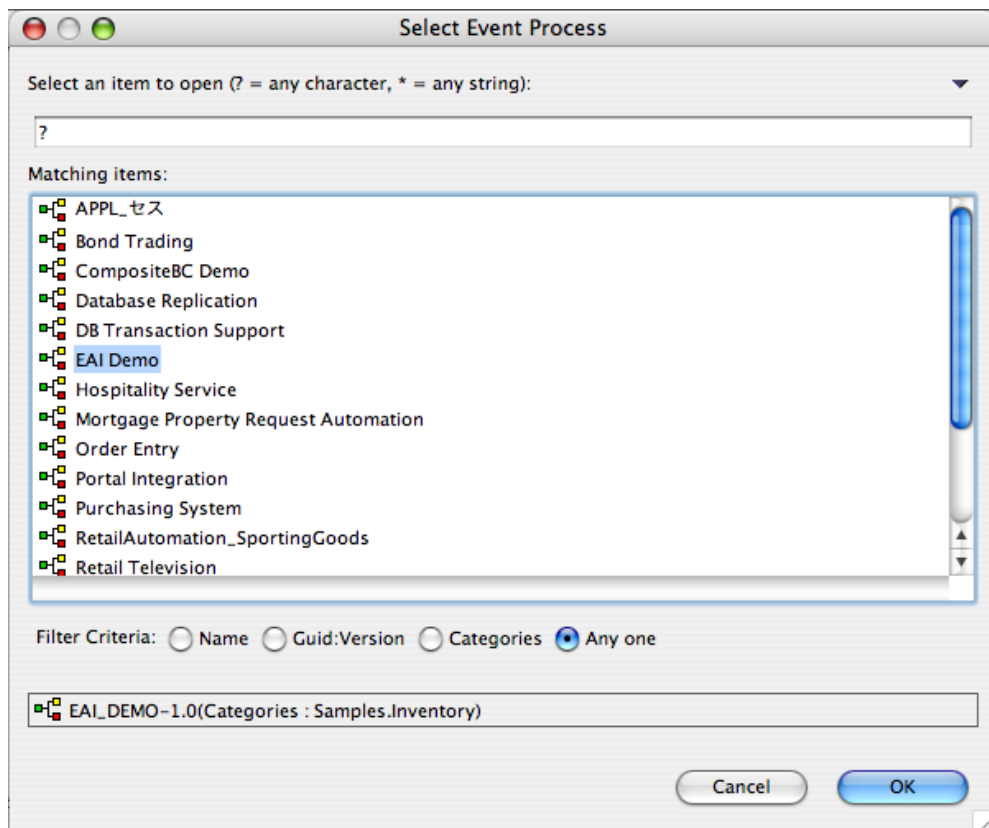 Select Event Process
Select an item to open (? = any character, * = any string):
?
Matching items:
APPL_セス
Bond Trading
CompositeBC Demo
Database Replication
DB Transaction Support
EAI Demo
Hospitality Service
Mortgage Property Request Automation
Order Entry
Portal Integration
Purchasing System
RetailAutomation_SportingGoods
Retail Television
Filter Criteria: Name Guid:Version Categories Any one
EAI_DEMO-1.0(Categories : Samples.Inventory)
Cancel OK